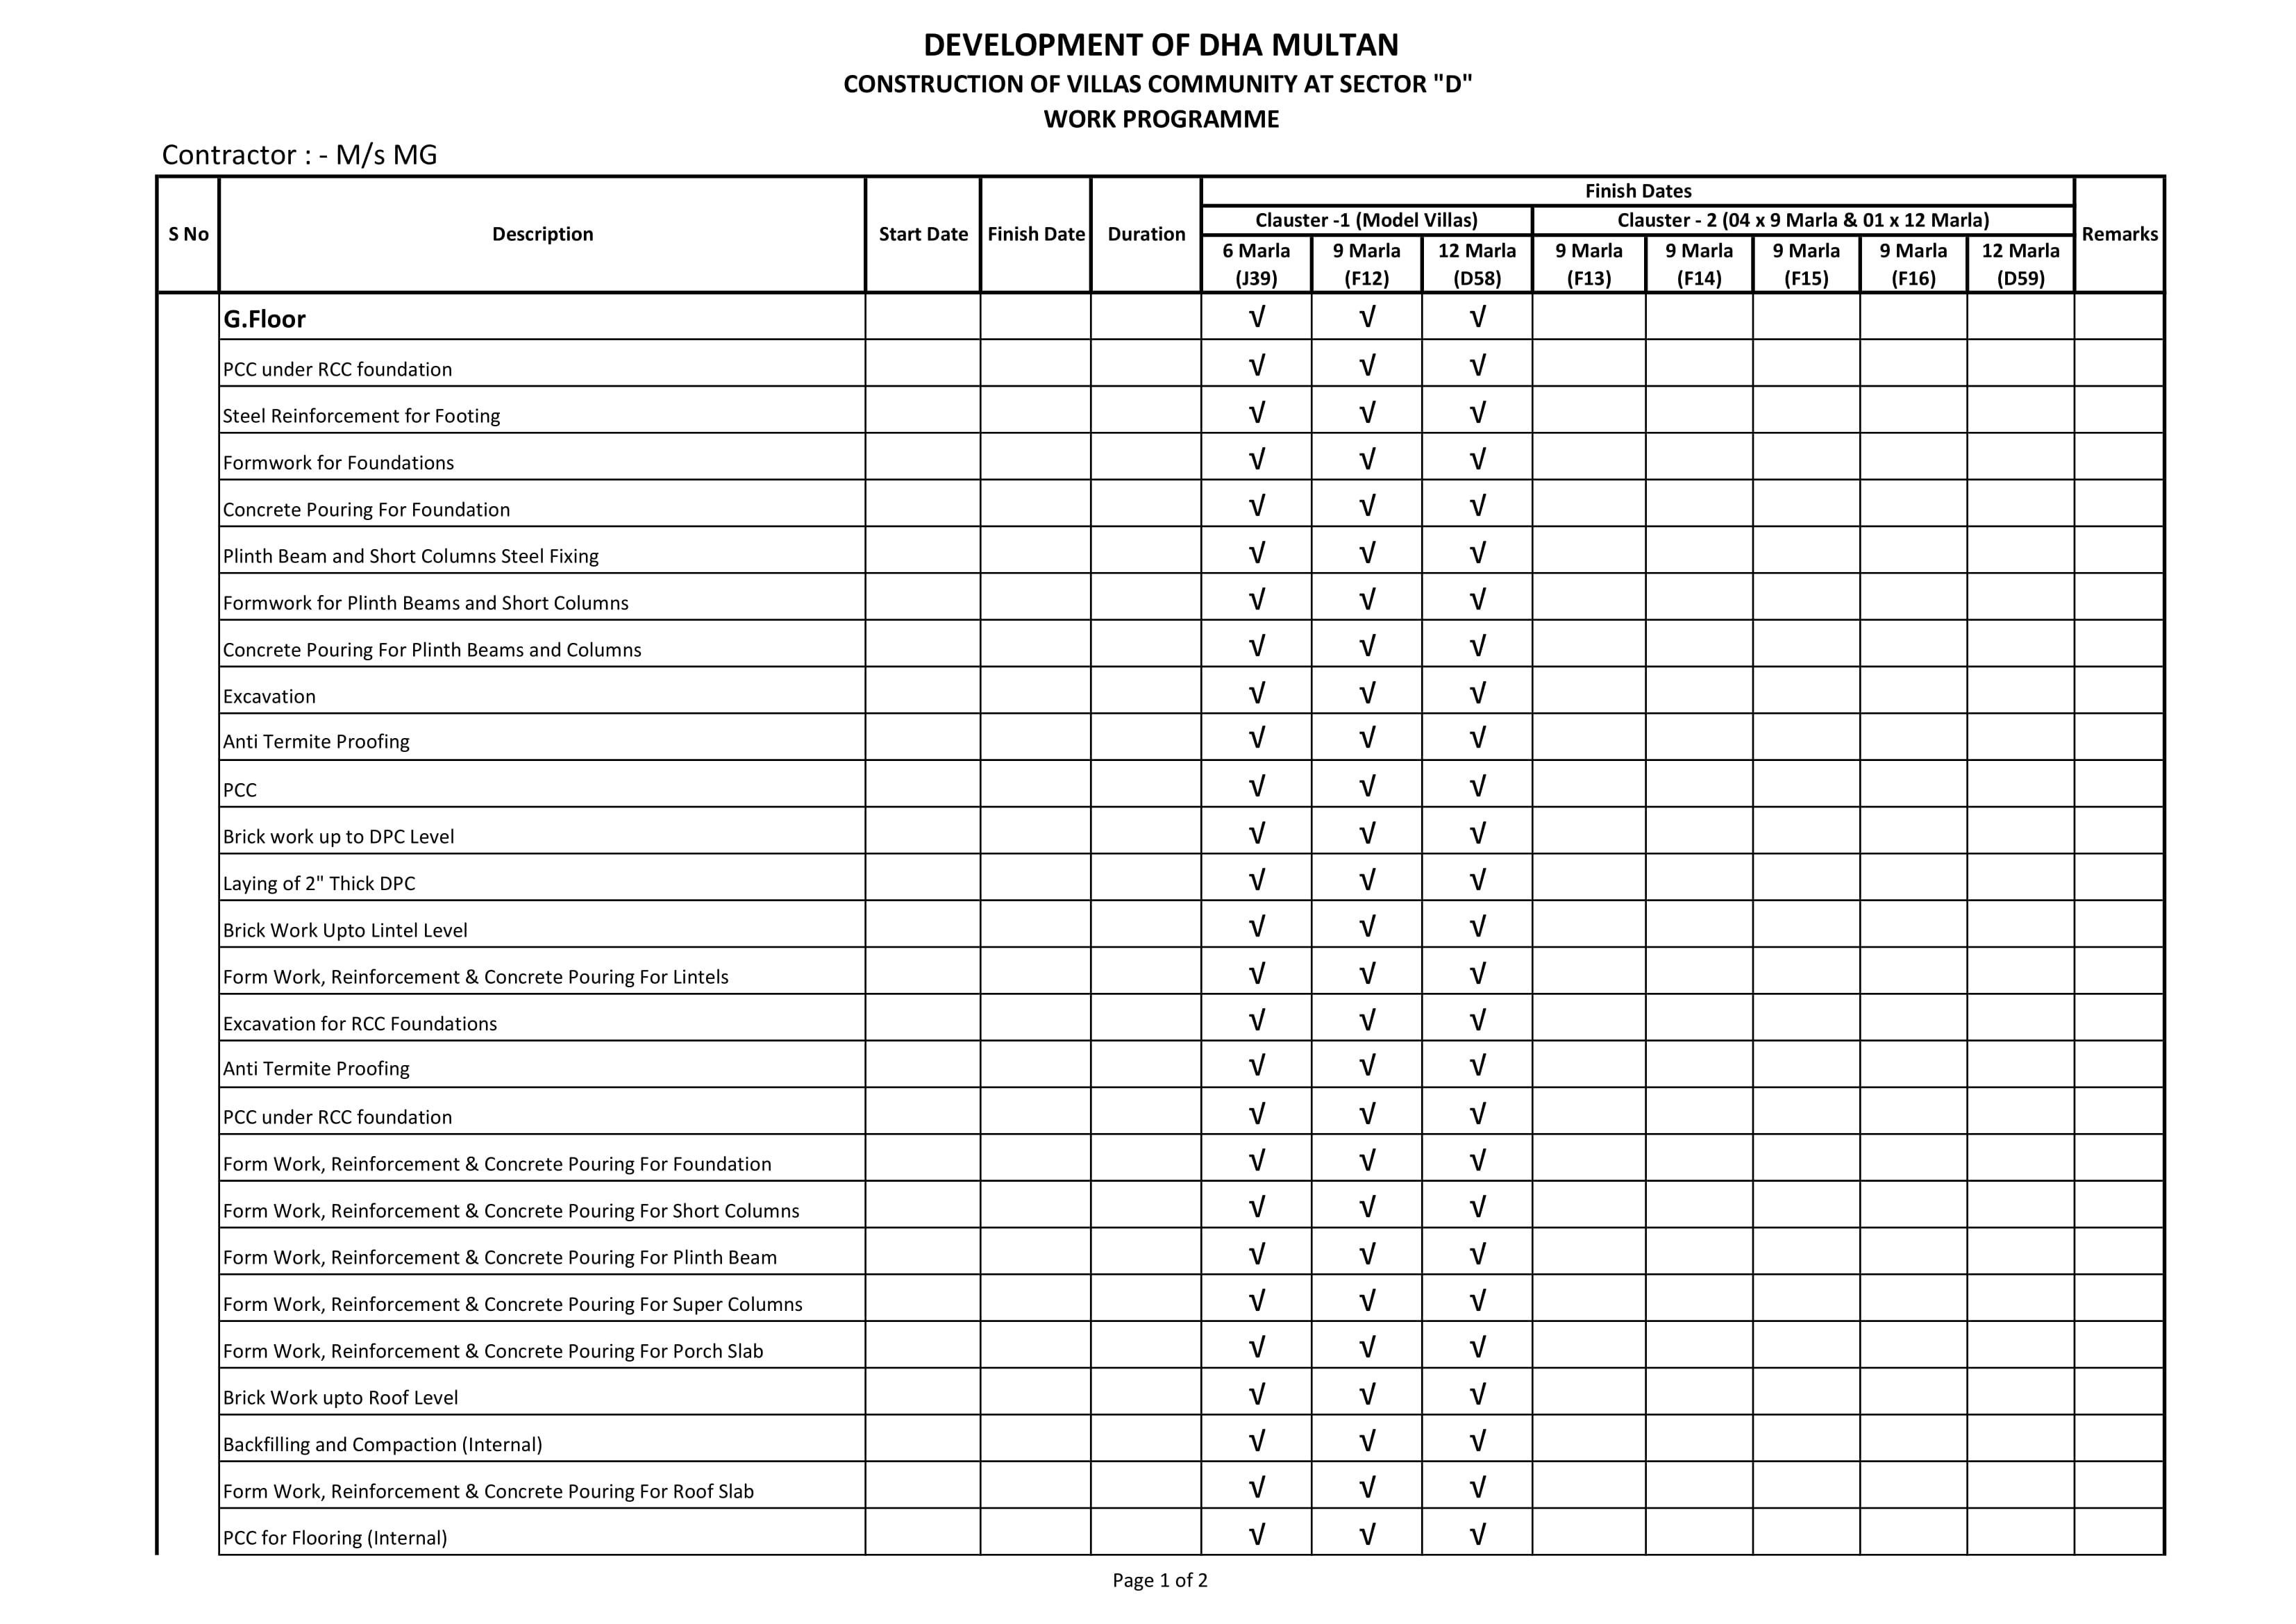 DEVELOPMENT OF DHA MULTAN
CONSTRUCTION OF VILLAS COMMUNITY AT SECTOR "D"
WORK PROGRAMME
Contractor : - M/s MG
S No Description Start Date Finish Date Duration Finish Dates Remarks
Clauster -1 (Model Villas) Clauster - 2 (04 x 9 Marla & 01 x 12 Marla)
6 Marla 9 Marla 12 Marla 9 Marla 9 Marla 9 Marla 9 Marla 12 Marla
(J39) (F12) (D58) (F13) (F14) (F15) (F16) (D59)
G.Floor √ √ √
PCC under RCC foundation √ √ √
Steel Reinforcement for Footing √ √ √
Formwork for Foundations √ √ √
Concrete Pouring For Foundation √ √ √
Plinth Beam and Short Columns Steel Fixing √ √ √
Formwork for Plinth Beams and Short Columns √ √ √
Concrete Pouring For Plinth Beams and Columns √ √ √
Excavation √ √ √
Anti Termite Proofing √ √ √
PCC √ √ √
Brick work up to DPC Level √ √ √
Laying of 2" Thick DPC √ √ √
Brick Work Upto Lintel Level √ √ √
Form Work, Reinforcement & Concrete Pouring For Lintels √ √ √
Excavation for RCC Foundations √ √ √
Anti Termite Proofing √ √ √
PCC under RCC foundation √ √ √
Form Work, Reinforcement & Concrete Pouring For Foundation √ √ √
Form Work, Reinforcement & Concrete Pouring For Short Columns √ √ √
Form Work, Reinforcement & Concrete Pouring For Plinth Beam √ √ √
Form Work, Reinforcement & Concrete Pouring For Super Columns √ √ √
Form Work, Reinforcement & Concrete Pouring For Porch Slab √ √ √
Brick Work upto Roof Level √ √ √
Backfilling and Compaction (Internal) √ √ √
Form Work, Reinforcement & Concrete Pouring For Roof Slab √ √ √
PCC for Flooring (Internal) √ √ √
Page 1 of 2